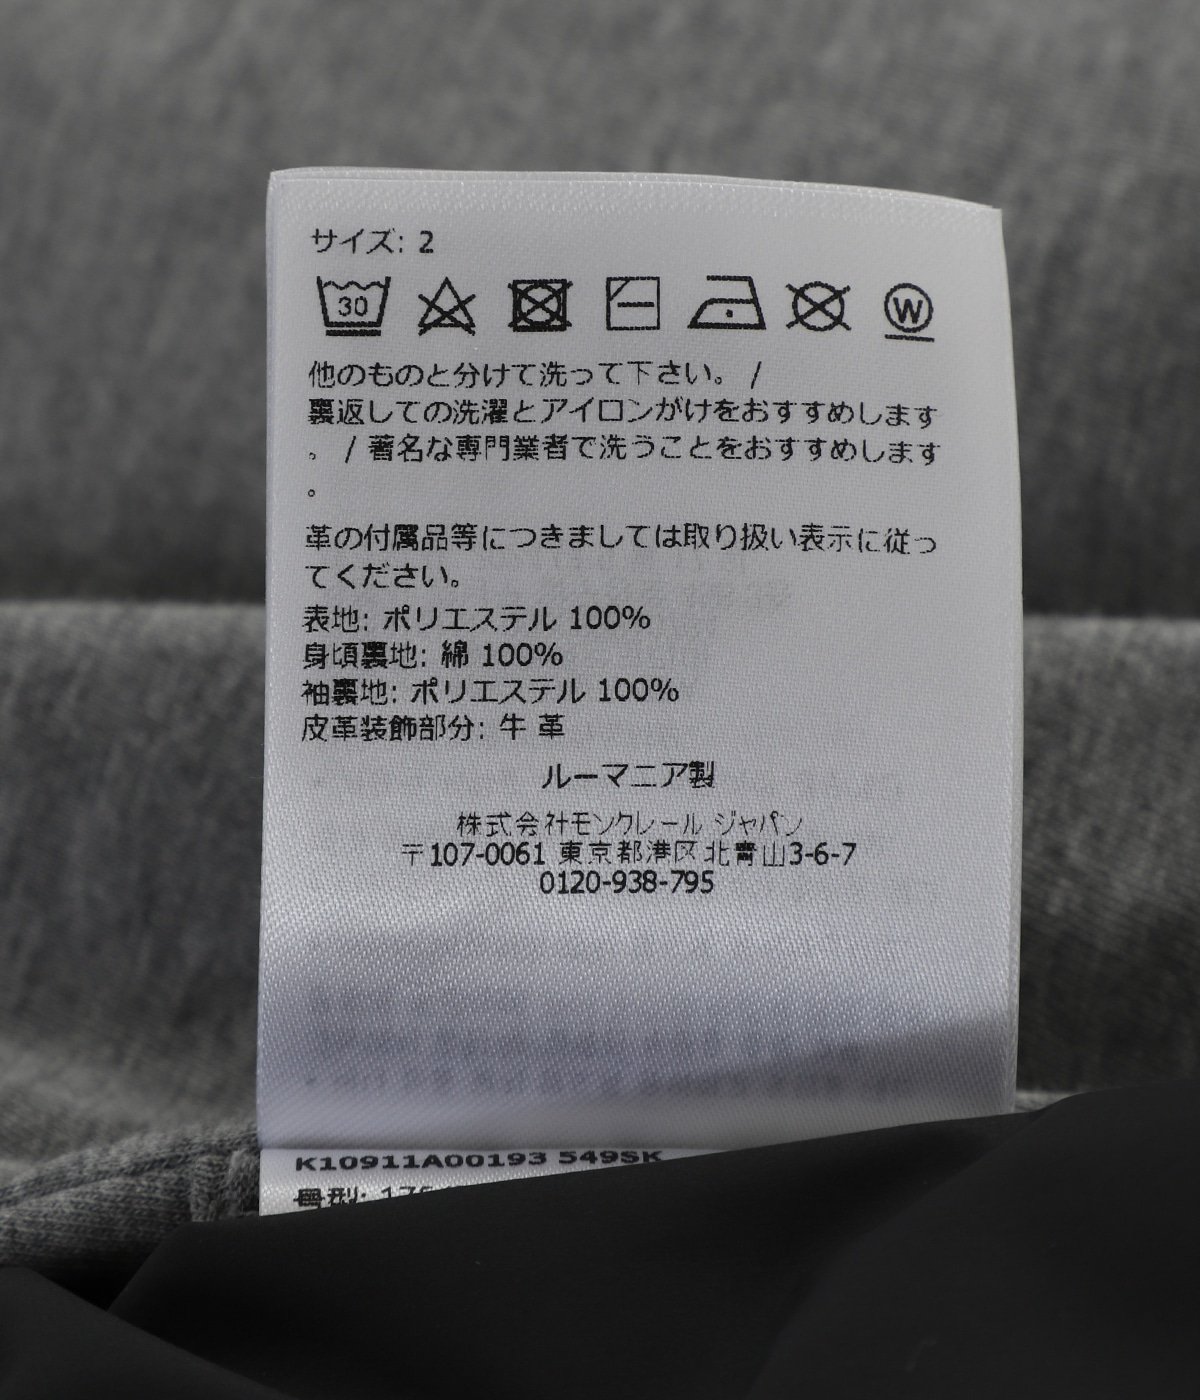 サイズ: 2
30
W
他のものと分けて洗って下さい。 /
裏返しての洗濯とアイロンがけをおすすめします
。 / 著名な専門業者で洗うことをおすすめします
。
革の付属品等につきましては取り扱い表示に従っ
てください。
表地: ポリエステル 100%
身頃裏地: 綿 100%
袖裏地: ポリエステル 100%
皮革装飾部分: 牛 革
ルーマニア製
株式会社モンクレール ジャパン
〒107-0061 東京都港区北青山3-6-7
0120-938-795
K10911A00193 549SK